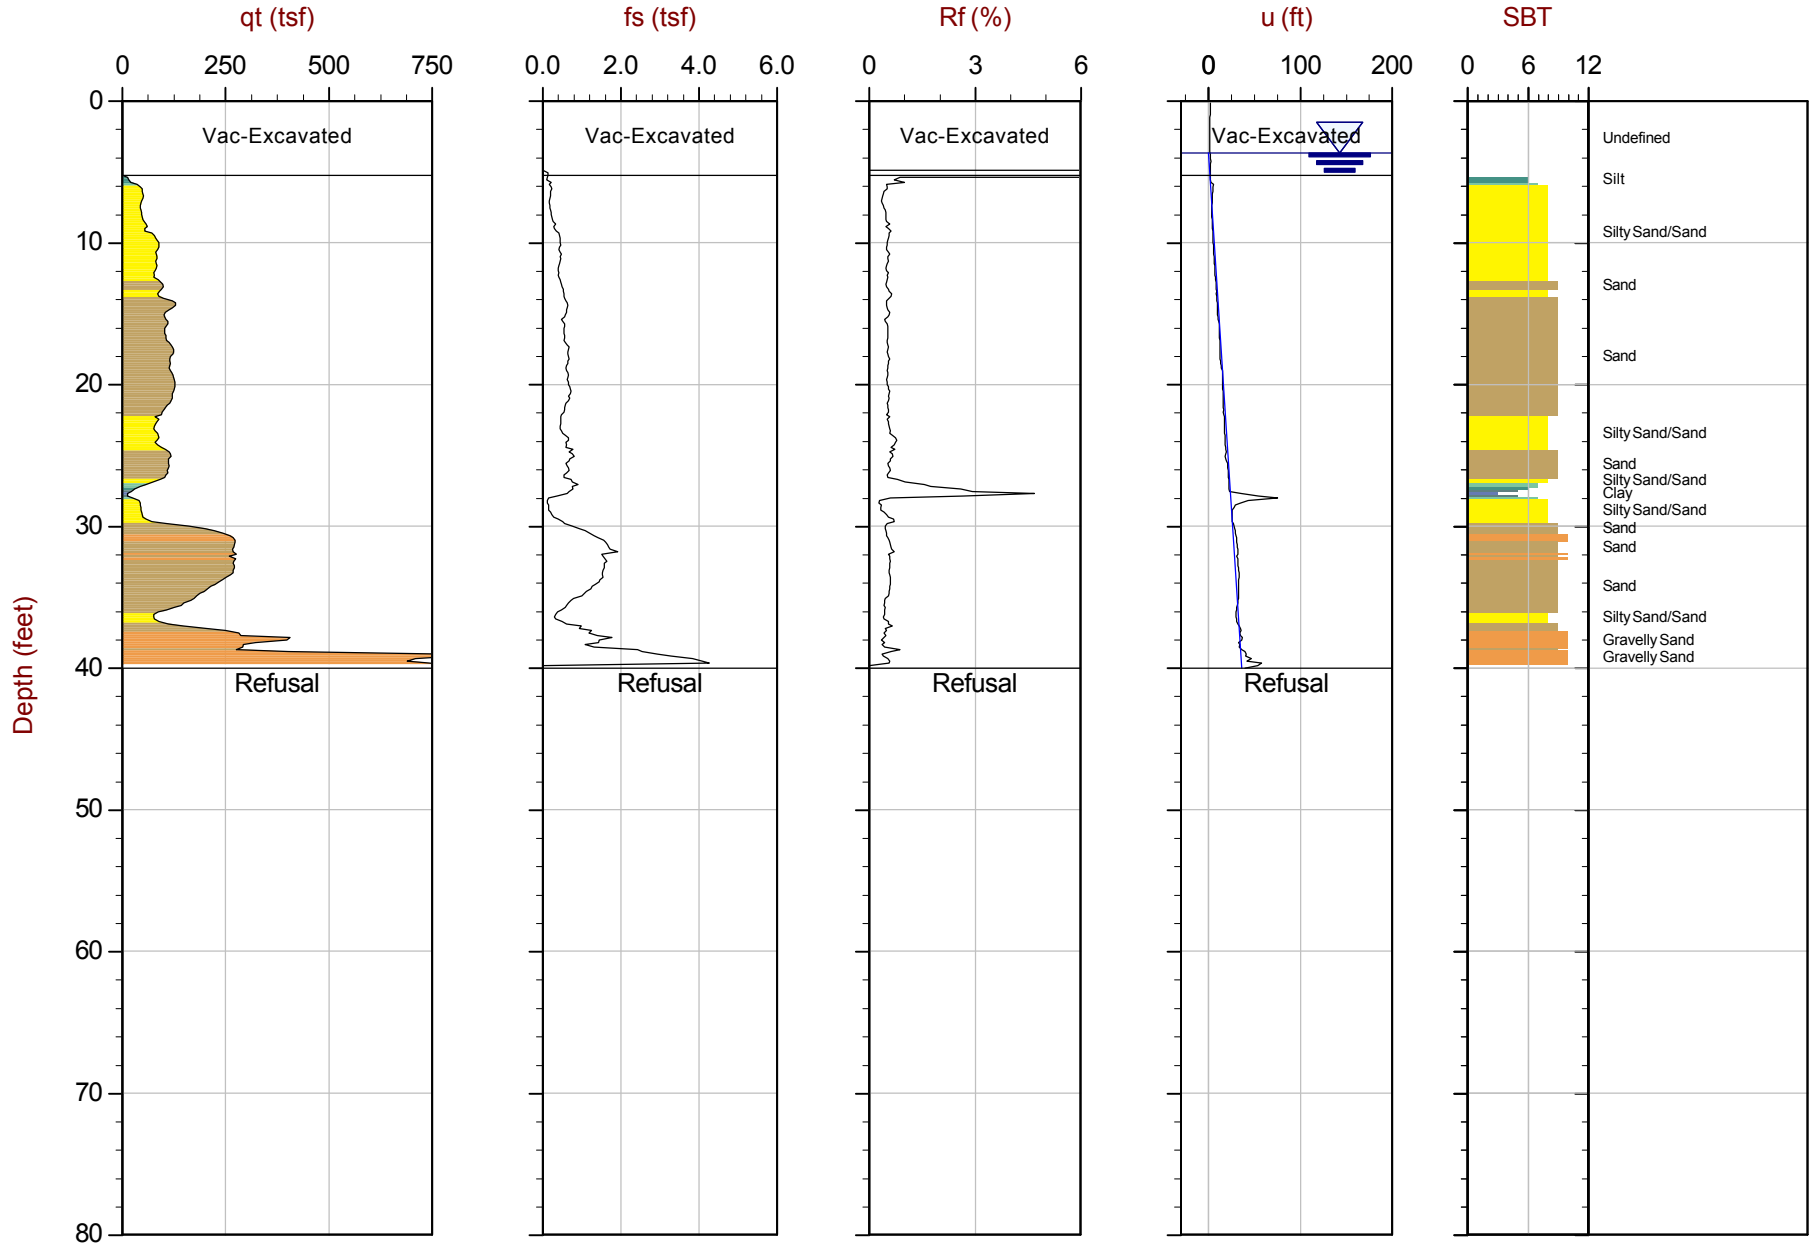 qt (tsf) fs (tsf) Rf (%) u (ft) SBT
0 250 500 750 0.0 2.0 4.0 6.0 0 3 6 0 100 200 0 6 12
0
Vac-Excavated Vac-Excavated Vac-Excavated Vac-Excavated Undefined
Silt
Silty Sand/Sand
10
Sand
Sand
20
Silty Sand/Sand
Sand
Silty Sand/Sand
Clay
Silty Sand/Sand
30
Sand
Sand
Sand
Silty Sand/Sand
Gravelly Sand
Gravelly Sand
40
Refusal Refusal Refusal Refusal
Depth (feet)
50
60
70
80